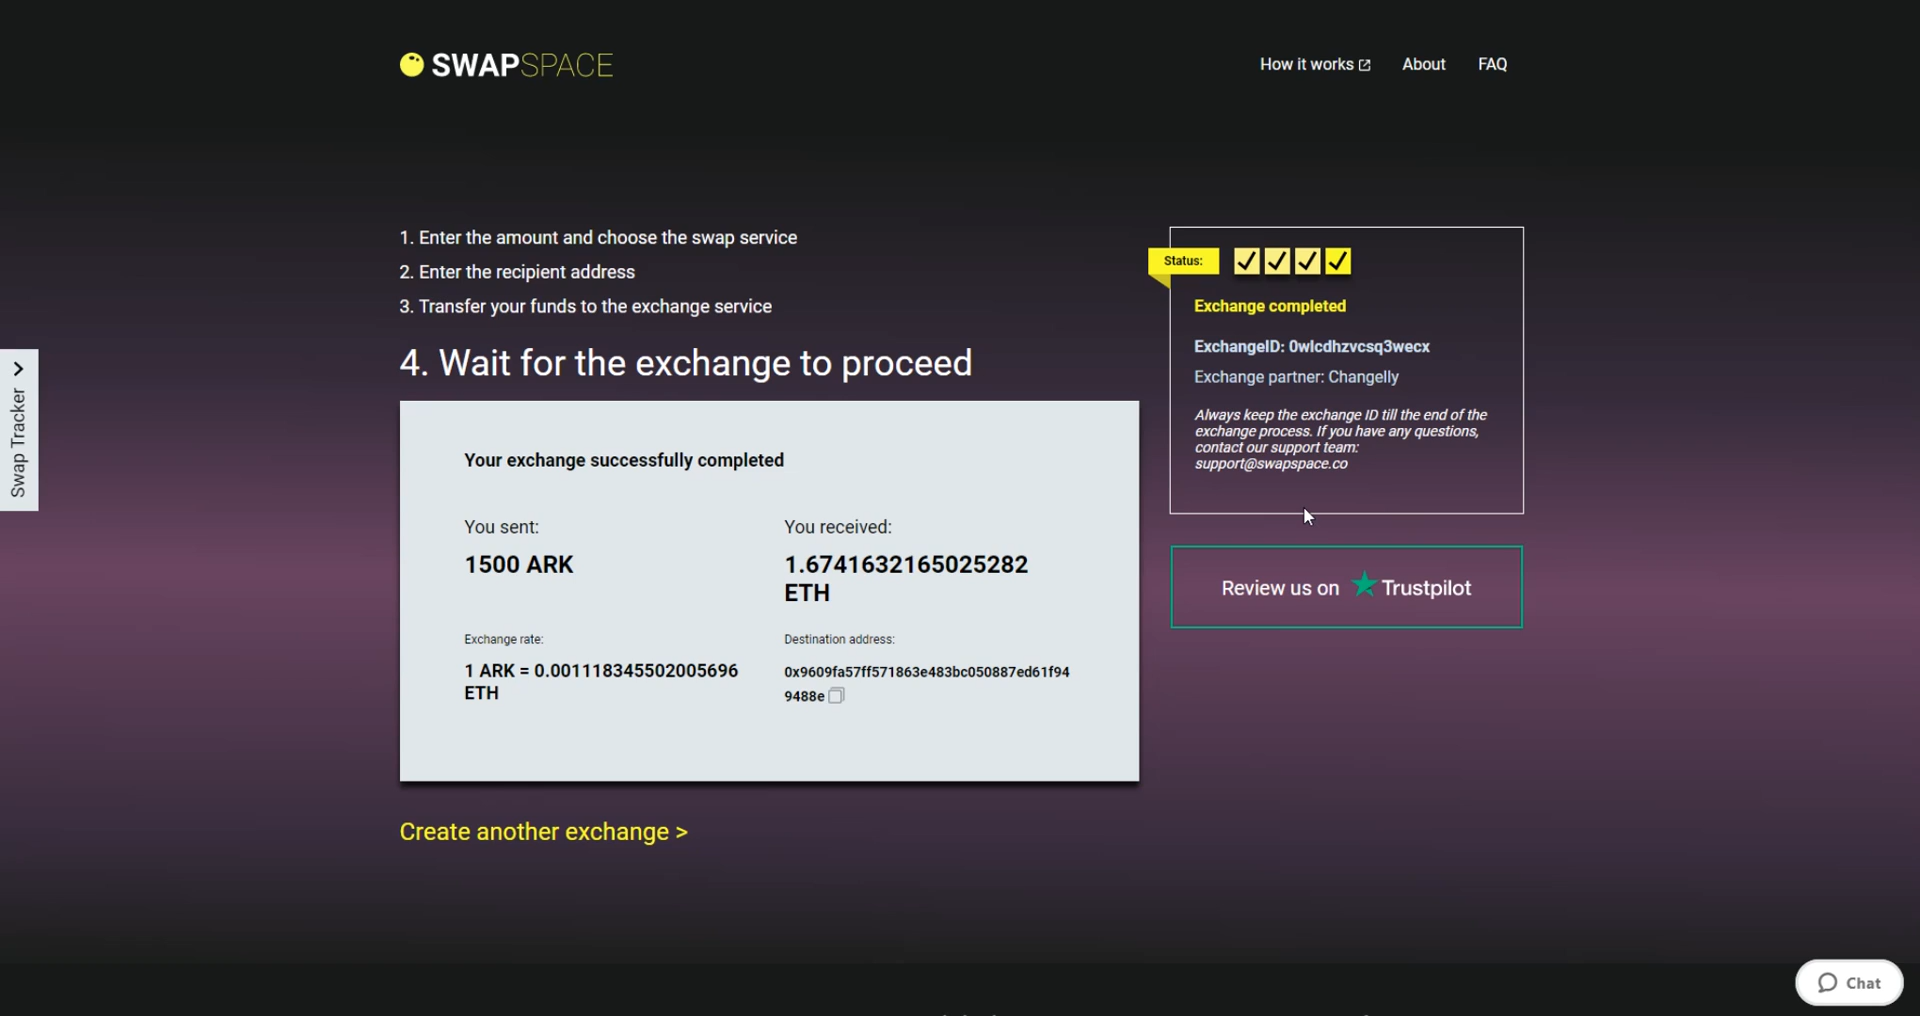 SWAPSPACE
How it works
About
FAQ
1. Enter the amount and choose the swap service
2. Enter the recipient address
3. Transfer your funds to the exchange service
4. Wait for the exchange to proceed
Your exchange successfully completed
You sent:
1500 ARK
You received:
1.6741632165025282
ETH
Exchange rate:
1 ARK = 0.001118345502005696
ETH
Destination address:
0x9609fa57ff571863e483bc050887ed61f94
9488e
Create another exchange >
Status:
Exchange completed
ExchangeID: 0wlcdhzvcsq3wecx
Exchange partner: Changelly
Always keep the exchange ID till the end of the
exchange process. If you have any questions,
contact our support team:
support@swapspace.co
Review us on Trustpilot
Swap Tracker
Chat